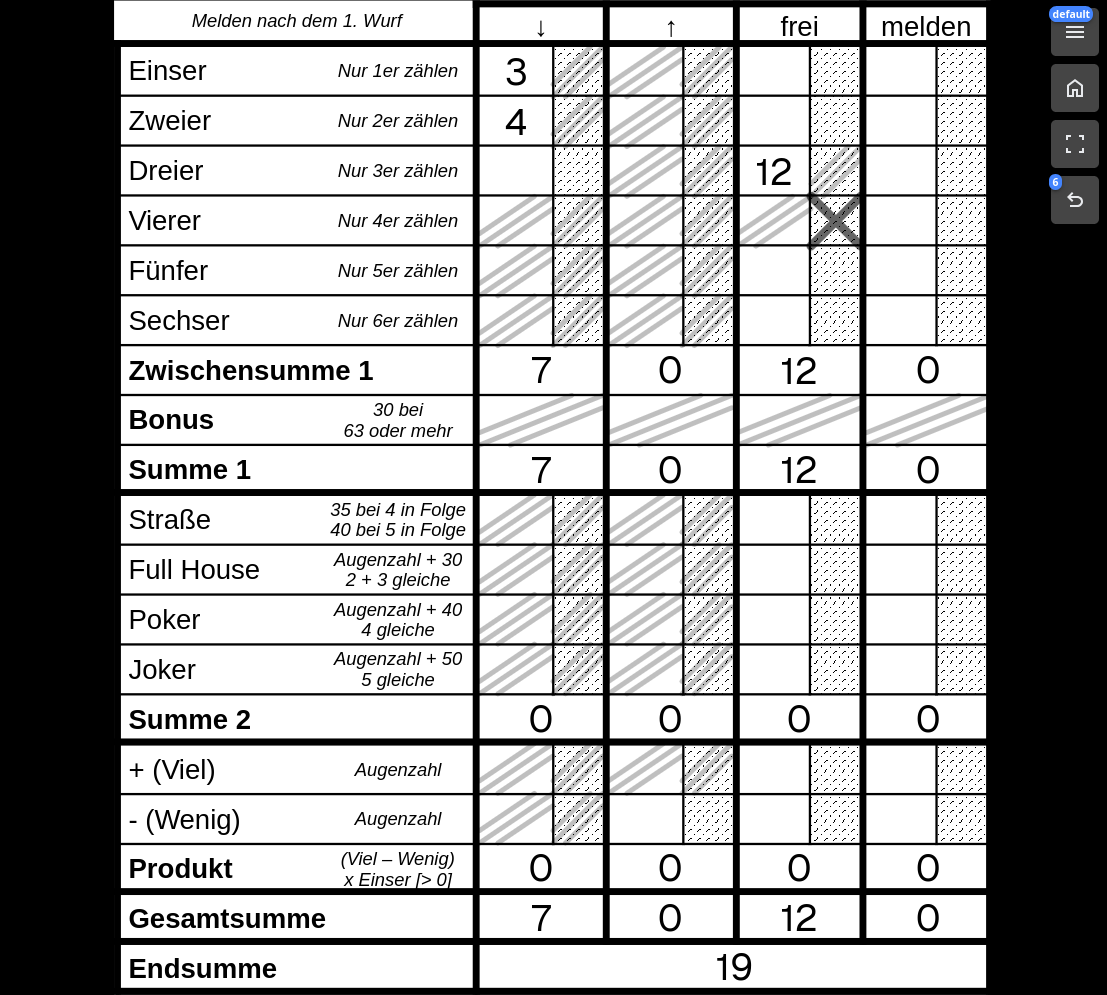 Melden nach dem 1. Wurf ↓ ↑ frei melden
default
Einser Nur 1er zählen 3
Zweier Nur 2er zählen 4
Dreier Nur 3er zählen 12
6
Vierer Nur 4er zählen
Fünfer Nur 5er zählen
Sechser Nur 6er zählen
Zwischensumme 1 7 0 12 0
Bonus 30 bei
63 oder mehr
Summe 1 7 0 12 0
Straße 35 bei 4 in Folge
40 bei 5 in Folge
Full House Augenzahl + 30
2 + 3 gleiche
Poker Augenzahl + 40
4 gleiche
Joker Augenzahl + 50
5 gleiche
Summe 2 0 0 0 0
+ (Viel) Augenzahl
- (Wenig) Augenzahl
Produkt (Viel – Wenig)
x Einser [> 0] 0 0 0 0
Gesamtsumme 7 0 12 0
Endsumme 19